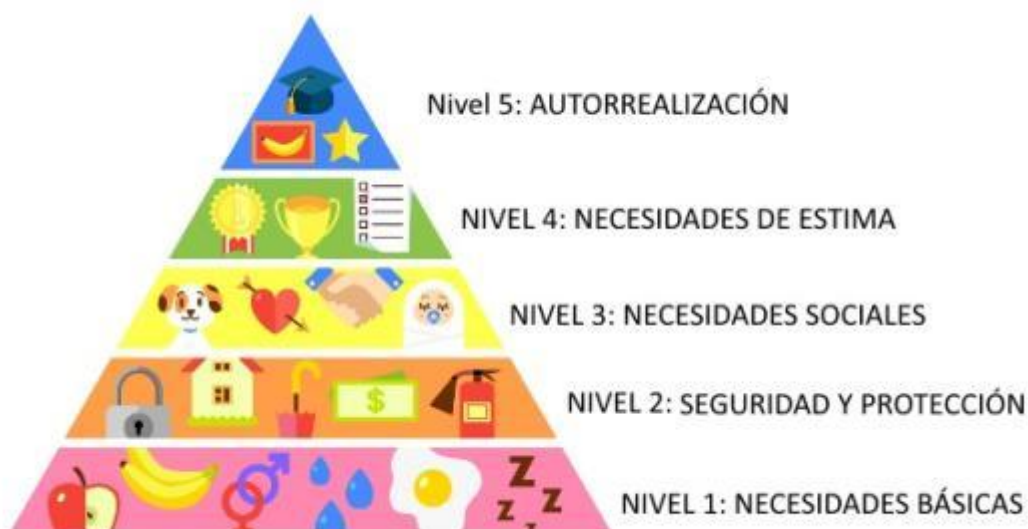 Nivel 5: AUTORREALIZACIÓN
NIVEL 4: NECESIDADES DE ESTIMA
NIVEL 3: NECESIDADES SOCIALES
$
NIVEL 2: SEGURIDAD Y PROTECCIÓN
Z
Z
Z
Z
NIVEL 1: NECESIDADES BÁSICAS